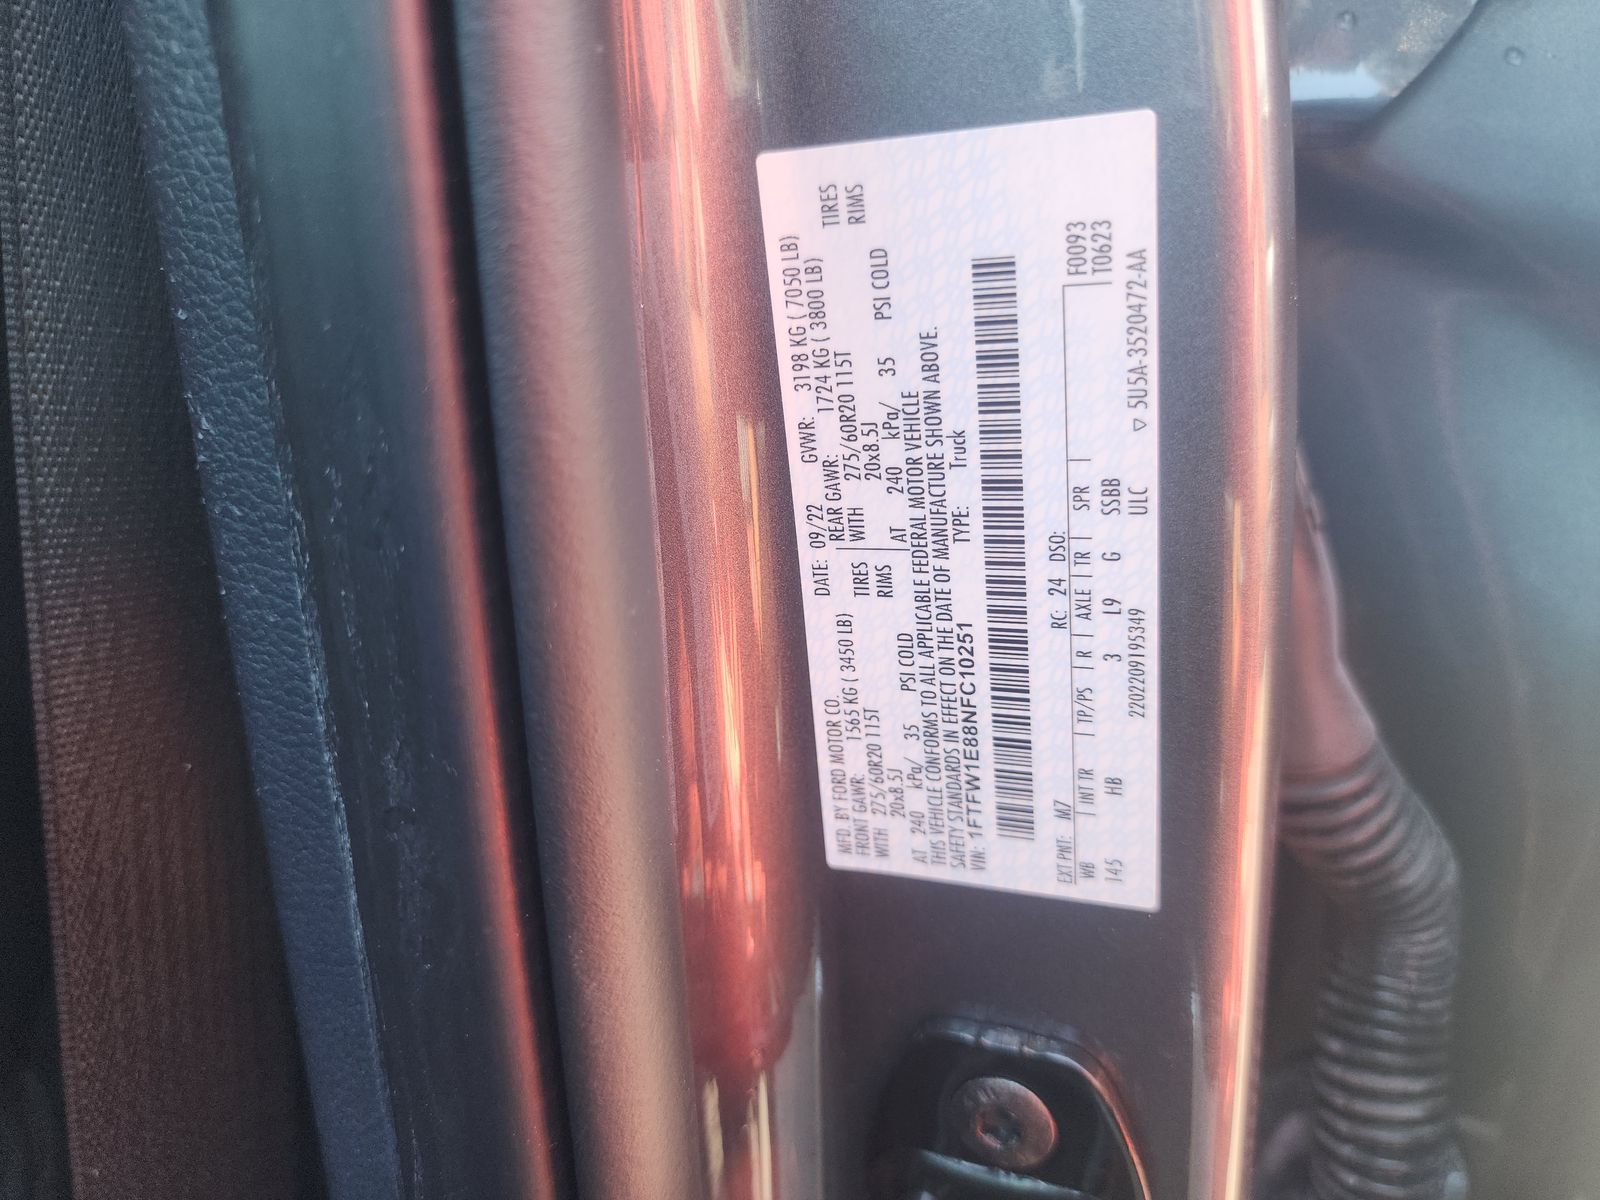 MFD. BY FORD MOTOR CO.
DATE: 09/22 GVWR: 3198 KG ( 7050 LB)
FRONT GAWR: 1565 KG ( 3450 LB) REAR GAWR: 1724 KG ( 3800 LB)
WITH 275/60R20 115T TIRES WITH 275/60R20 115T TIRES
20x8.5J RIMS 20x8.5J RIMS
AT 240 kPa/ 35 PSI COLD AT 240 kPa/ 35 PSI COLD
THIS VEHICLE CONFORMS TO ALL APPLICABLE FEDERAL MOTOR VEHICLE
SAFETY STANDARDS IN EFFECT ON THE DATE OF MANUFACTURE SHOWN ABOVE.
VIN: 1FTFW1E88NFC10251 TYPE: Truck
F0093
T0623
EXT PNT: M7 RC: 24 DSO:
WB INT TR TP/PS R AXLE TR SPR
145 HB 3 L9 G SSBB
220220919534​9 ULC ▽ 5U5A-3520472-AA